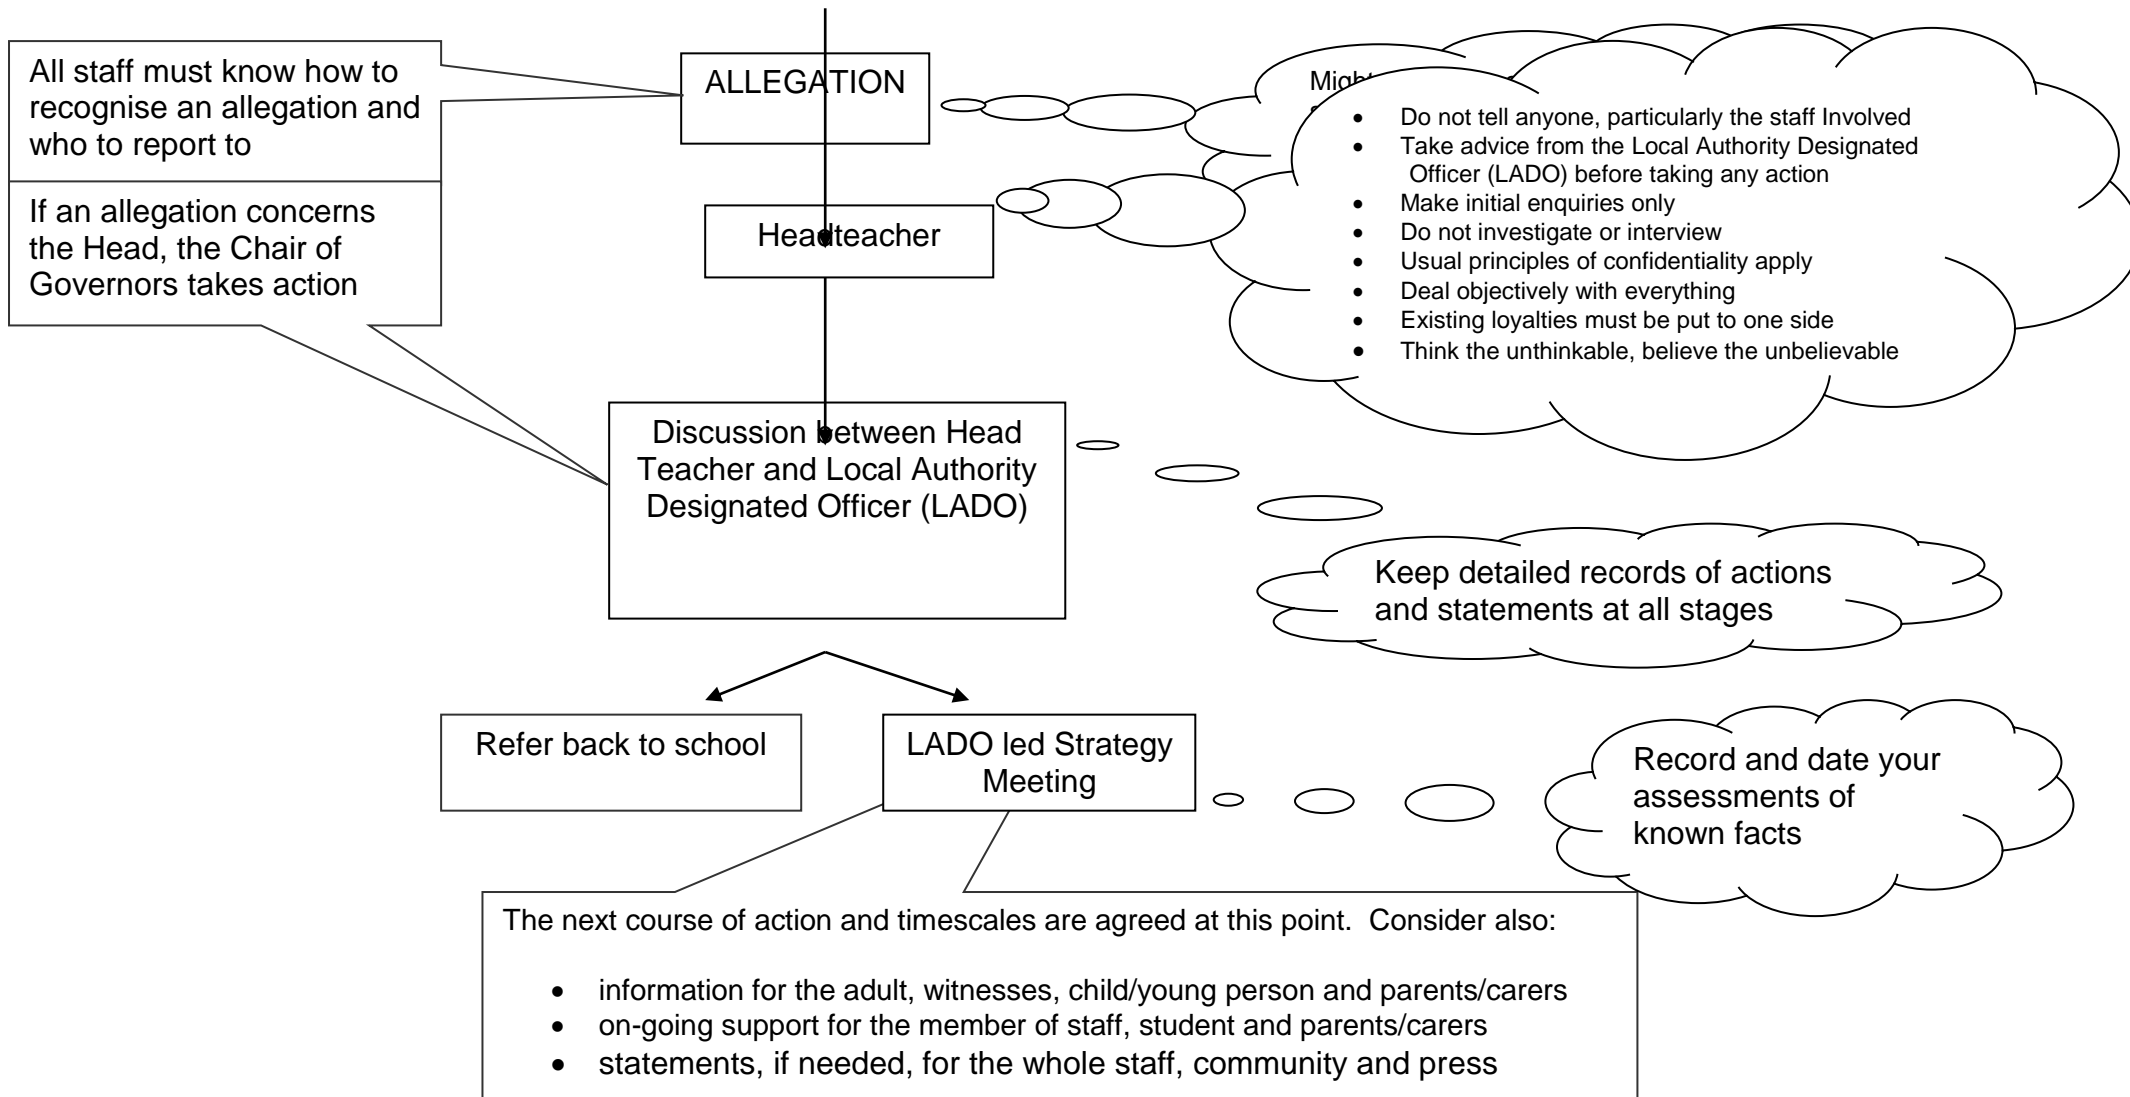 All staff must know how to
recognise an allegation and
who to report to
If an allegation concerns
the Head, the Chair of
Governors takes action
ALLEGATION
Headteacher
Discussion between Head
Teacher and Local Authority
Designated Officer (LADO)
• Do not tell anyone, particularly the staff Involved
• Take advice from the Local Authority Designated
Officer (LADO) before taking any action
• Make initial enquiries only
• Do not investigate or interview
• Usual principles of confidentiality apply
• Deal objectively with everything
• Existing loyalties must be put to one side
• Think the unthinkable, believe the unbelievable
Keep detailed records of actions
and statements at all stages
Refer back to school
LADO led Strategy
Meeting
Record and date your
assessments of
known facts
The next course of action and timescales are agreed at this point.  Consider also:
• information for the adult, witnesses, child/young person and parents/carers
• on-going support for the member of staff, student and parents/carers
• statements, if needed, for the whole staff, community and press